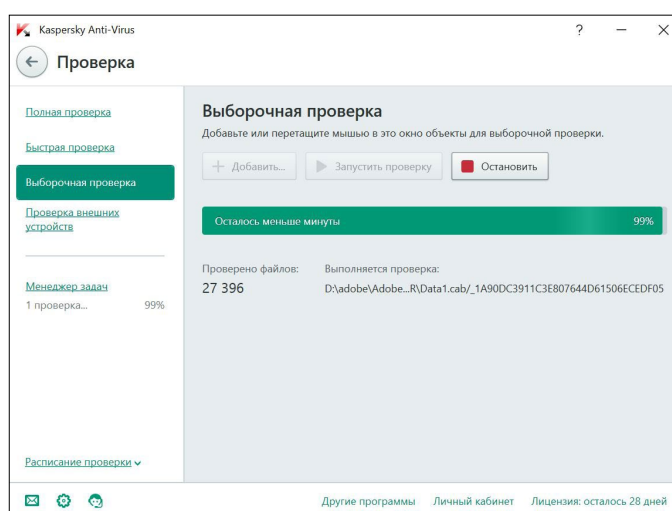 Kaspersky Anti-Virus
Проверка
Полная проверка
Быстрая проверка
Выборочная проверка
Проверка внешних
устройств
Менеджер задач
1 проверка... 99%
Расписание проверки
Выборочная проверка
Добавьте или перетащите мышью в это окно объекты для выборочной проверки.
+ Добавить... Запустить проверку Остановить
Осталось меньше минуты 99%
Проверено файлов: Выполняется проверка:
27 396 D:\adobe\Adobe...R\Data1.cab/_1A90DC3911C3E807644D61506ECEDF05
Другие программы Личный кабинет Лицензия: осталось 28 дней